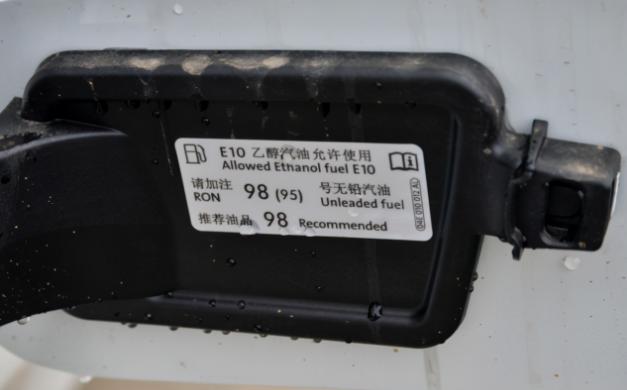 E10 乙醇汽油允许使用
Allowed Ethanol fuel E10
请加注 98 (95) 号无铅汽油
RON Unleaded fuel
推荐油品 98 Recommended